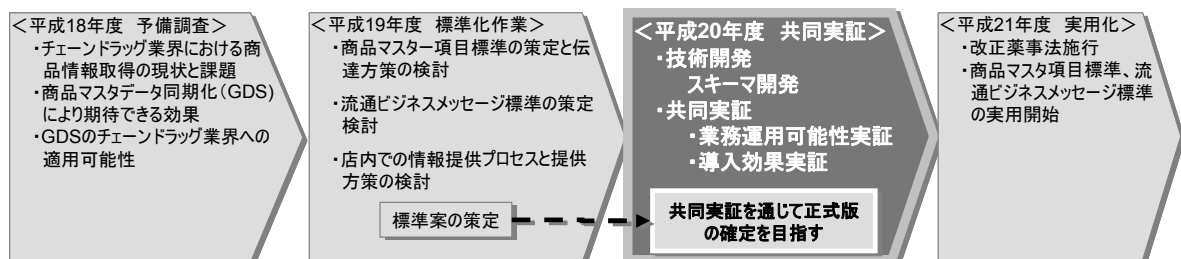 ＜平成18年度 予備調査＞
・チェーンドラッグ業界における商
品情報取得の現状と課題
・商品マスタデータ同期化（GDS）
により期待できる効果
・GDSのチェーンドラッグ業界への
適用可能性
＜平成19年度 標準化作業＞
・商品マスター項目標準の策定と伝
達方策の検討
・流通ビジネスメッセージ標準の策定
検討
・店内での情報提供プロセスと提供
方策の検討
標準案の策定
＜平成20年度 共同実証＞
・技術開発
スキーマ開発
・共同実証
・業務運用可能性実証
・導入効果実証
共同実証を通じて正式版
の確定を目指す
＜平成21年度 実用化＞
・改正薬事法施行
・商品マスタ項目標準、流
通ビジネスメッセージ標準
の実用開始